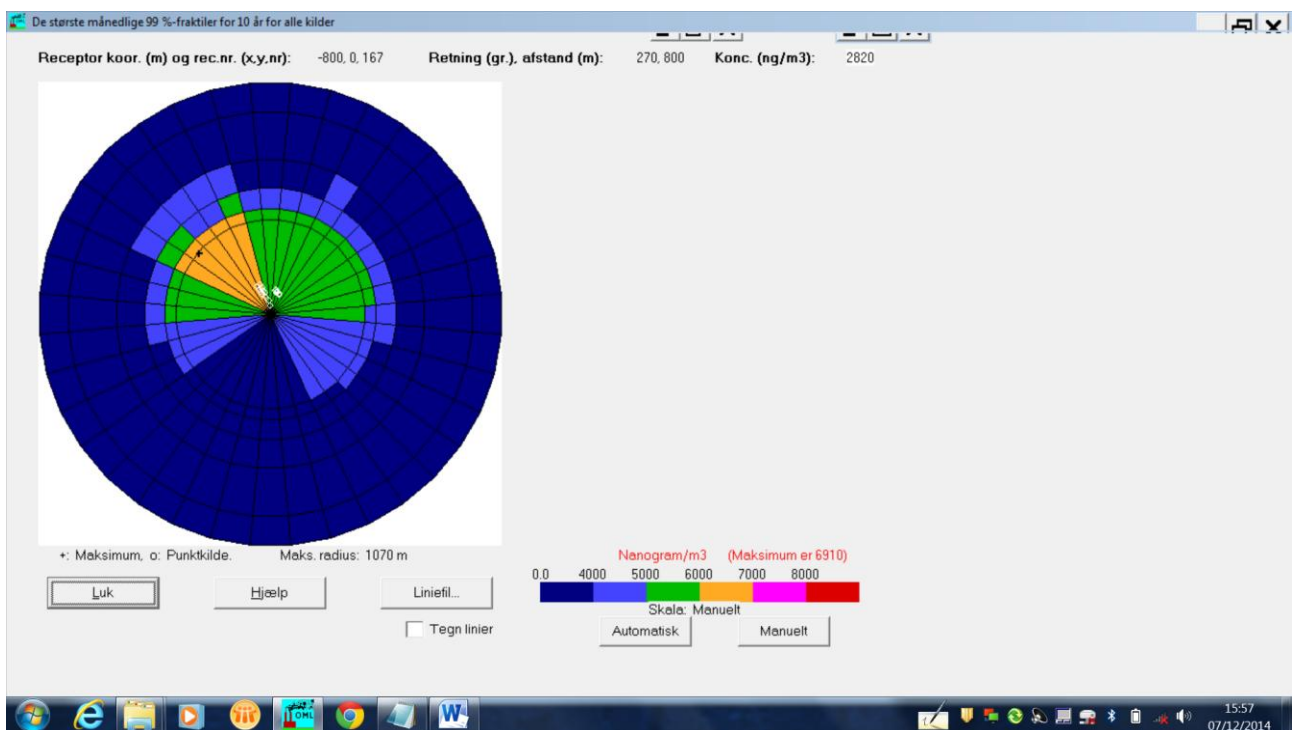 De største månedlige 99 %-fraktiler for 10 år for alle kilder
Receptor koor. (m) og rec.nr. (x,y,nr): -800, 0, 167 Retning (gr.), afstand (m): 270, 800 Konc. (ng/m3): 2820
+: Maksimum, o: Punktkilde. Maks. radius: 1070 m
Nanogram/m3 (Maksimum er 6910)
0.0 4000 5000 6000 7000 8000
Luk Hjælp Liniefil...
Skala: Manuelt
Tegn linier Automatisk Manuelt
OML
15:57
07/12/2014